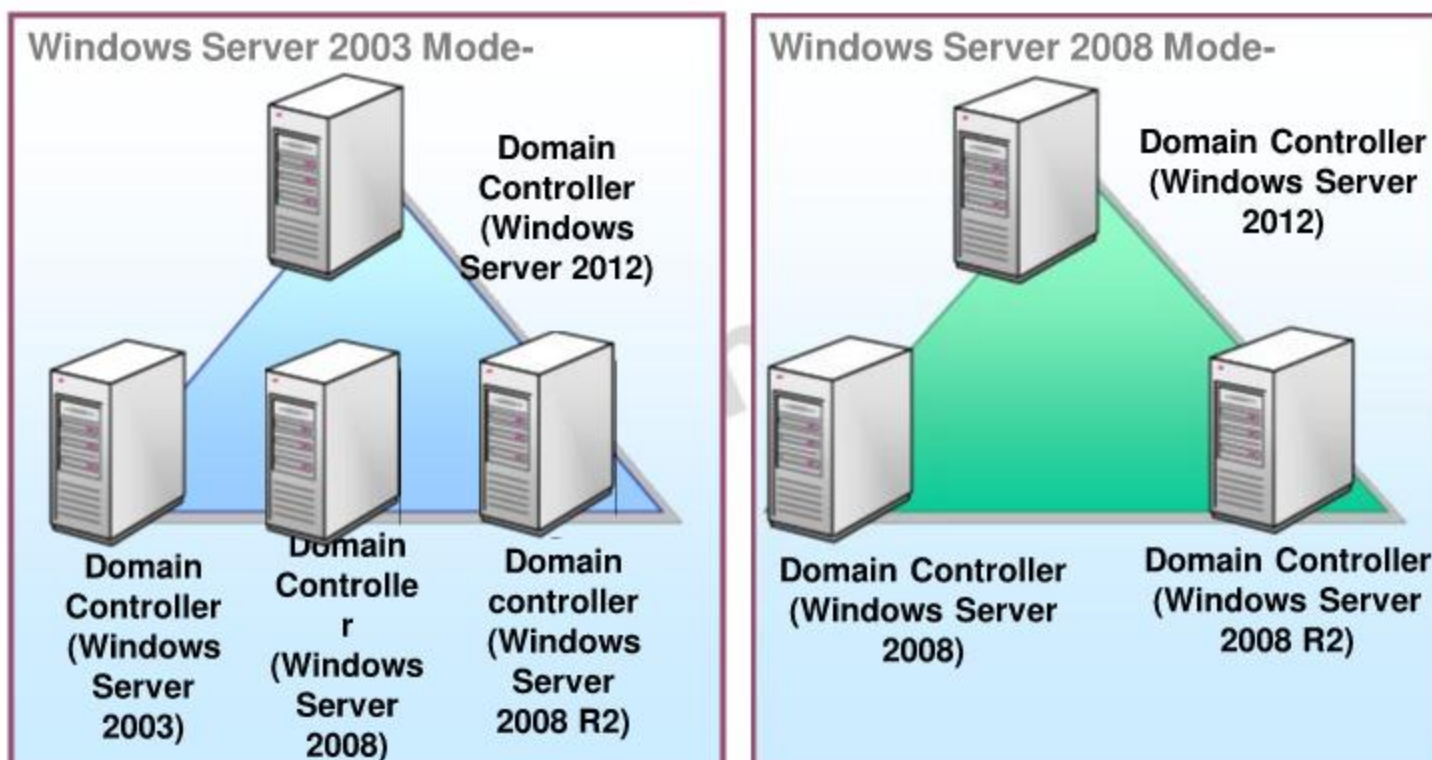 Windows Server 2003 Mode-
Domain
Controller
(Windows
Server 2012)
Domain
Controller
(Windows
Server
2003)
Domain
Controlle
r
(Windows
Server
2008)
Domain
controller
(Windows
Server
2008 R2)
Windows Server 2008 Mode-
Domain Controller
(Windows Server
2012)
Domain Controller
(Windows Server
2008)
Domain Controller
(Windows Server
2008 R2)